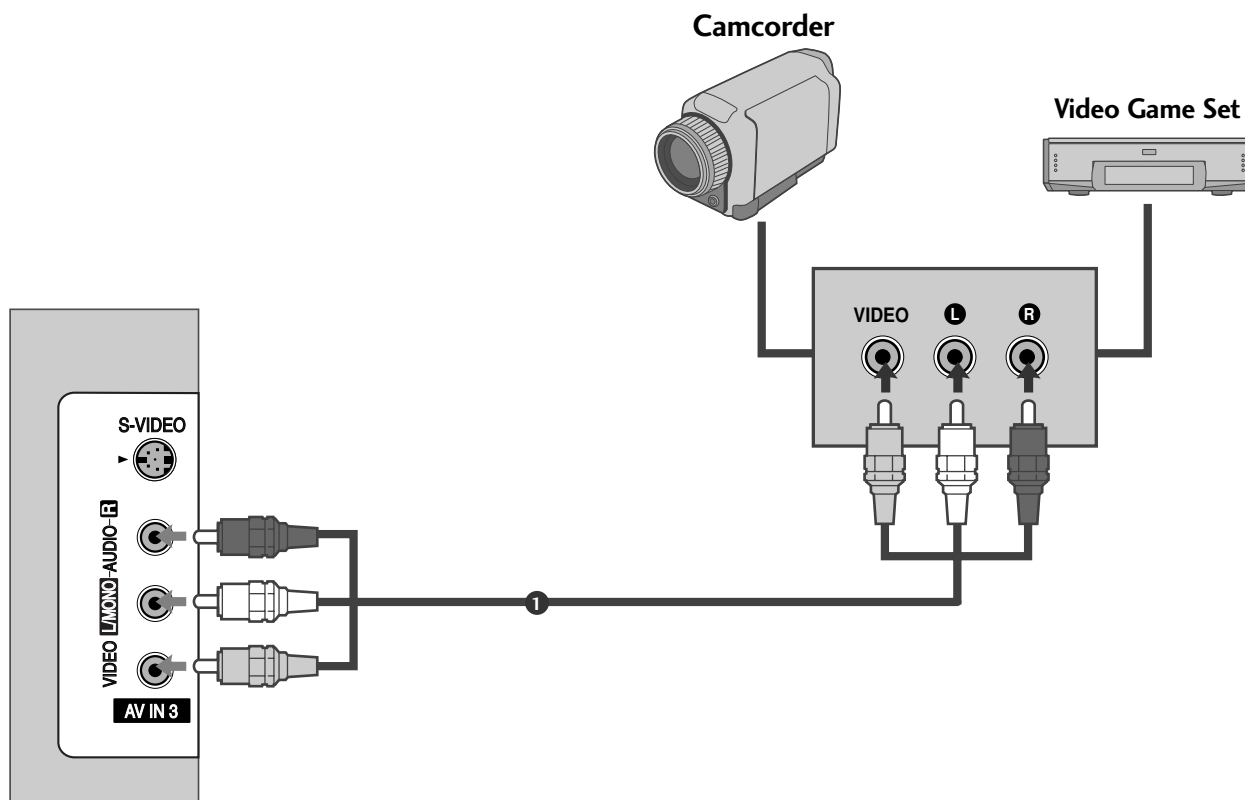 Camcorder
Video Game Set
VIDEO L R
S-VIDEO
VIDEO L/MONO-AUDIO-R
1
AV IN 3